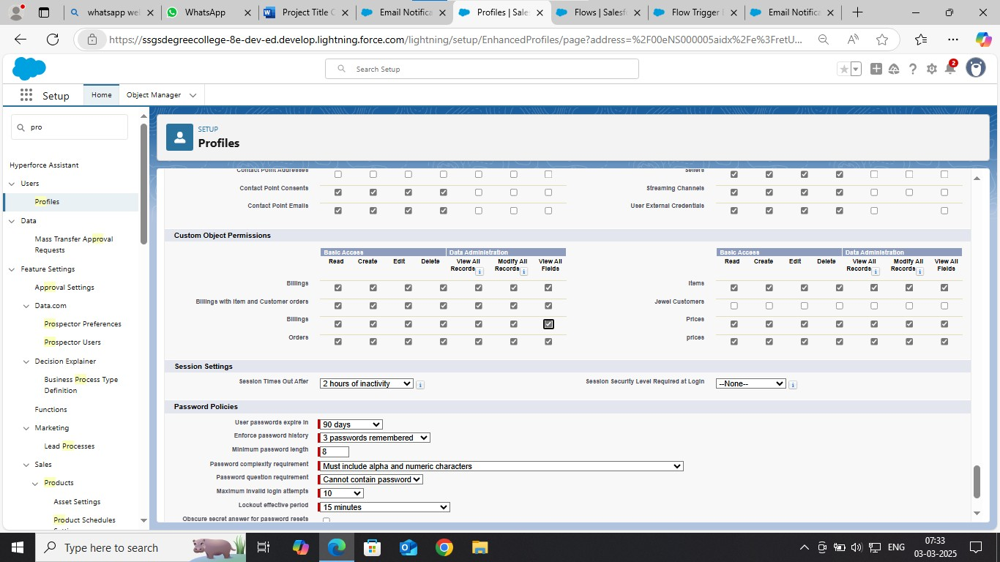 whatsapp we
WhatsApp
Project Title C
Email Notifica
Profiles | Sale
Flows | Salesf
Flow Trigger E
Email Notifica
https://ssgsdegreecollege-8e-dev-ed.develop.lightning.force.com/lightning/setup/EnhancedProfiles/page?address=%2F00eNS000005aidx%2Fe%3FretU...
Search Setup
2
Setup
Home
Object Manager
pro
Hyperforce Assistant
Users
Profiles
Data
Mass Transfer Approval
Requests
Feature Settings
Approval Settings
Data.com
Prospector Preferences
Prospector Users
Decision Explainer
Business Process Type
Definition
Functions
Marketing
Lead Processes
Sales
Products
Asset Settings
Product Schedules
SETUP
Profiles
Contact Point Addresses
Sellers
Contact Point Consents
Streaming Channels
Contact Point Emails
User External Credentials
Custom Object Permissions
Basic Access Data Administration
Read Create Edit Delete View All Records Modify All Records View All Fields
Basic Access Data Administration
Read Create Edit Delete View All Records Modify All Records View All Fields
Billings
Items
Billings with Item and Customer orders
Jewel Customers
Billings
Prices
Orders
prices
Session Settings
Session Times Out After 2 hours of inactivity
Session Security Level Required at Login --None--
Password Policies
User passwords expire in 90 days
Enforce password history 3 passwords remembered
Minimum password length 8
Password complexity requirement Must include alpha and numeric characters
Password question requirement Cannot contain password
Maximum invalid login attempts 10
Lockout effective period 15 minutes
Obscure secret answer for password resets
Type here to search
ENG
07:33
03-03-2025